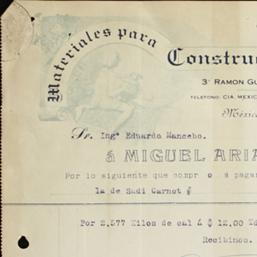 Materiales para
Construc
3ª RAMON GU
TELEFONO: CIA. MEXIC
Méxic
Sr. Ingº Eduardo Mancebo.
á MIGUEL ARIA
Por lo siguiente que compr o á pagar
la de Sadi Carnot #
Por 2,577 Kilos de cal á $ 12.00 To
Recibimos.